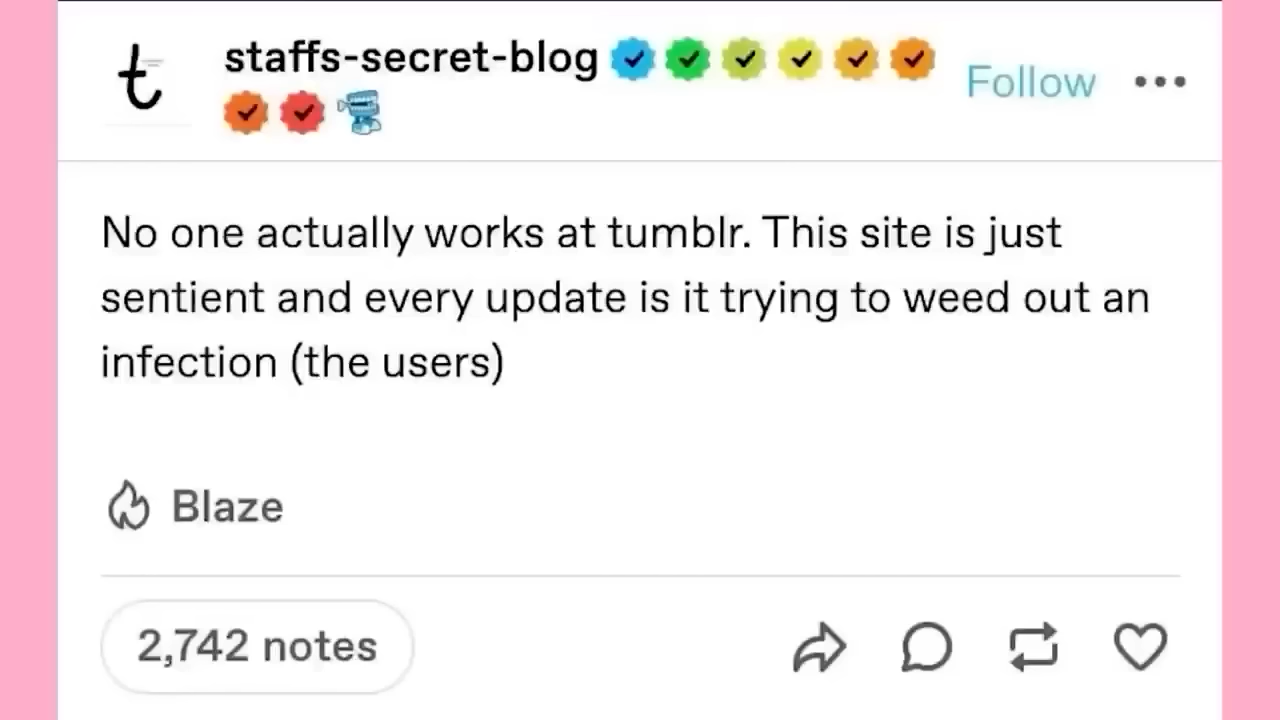 staffs-secret-blog
Follow
No one actually works at tumblr. This site is just
sentient and every update is it trying to weed out an
infection (the users)
Blaze
2,742 notes